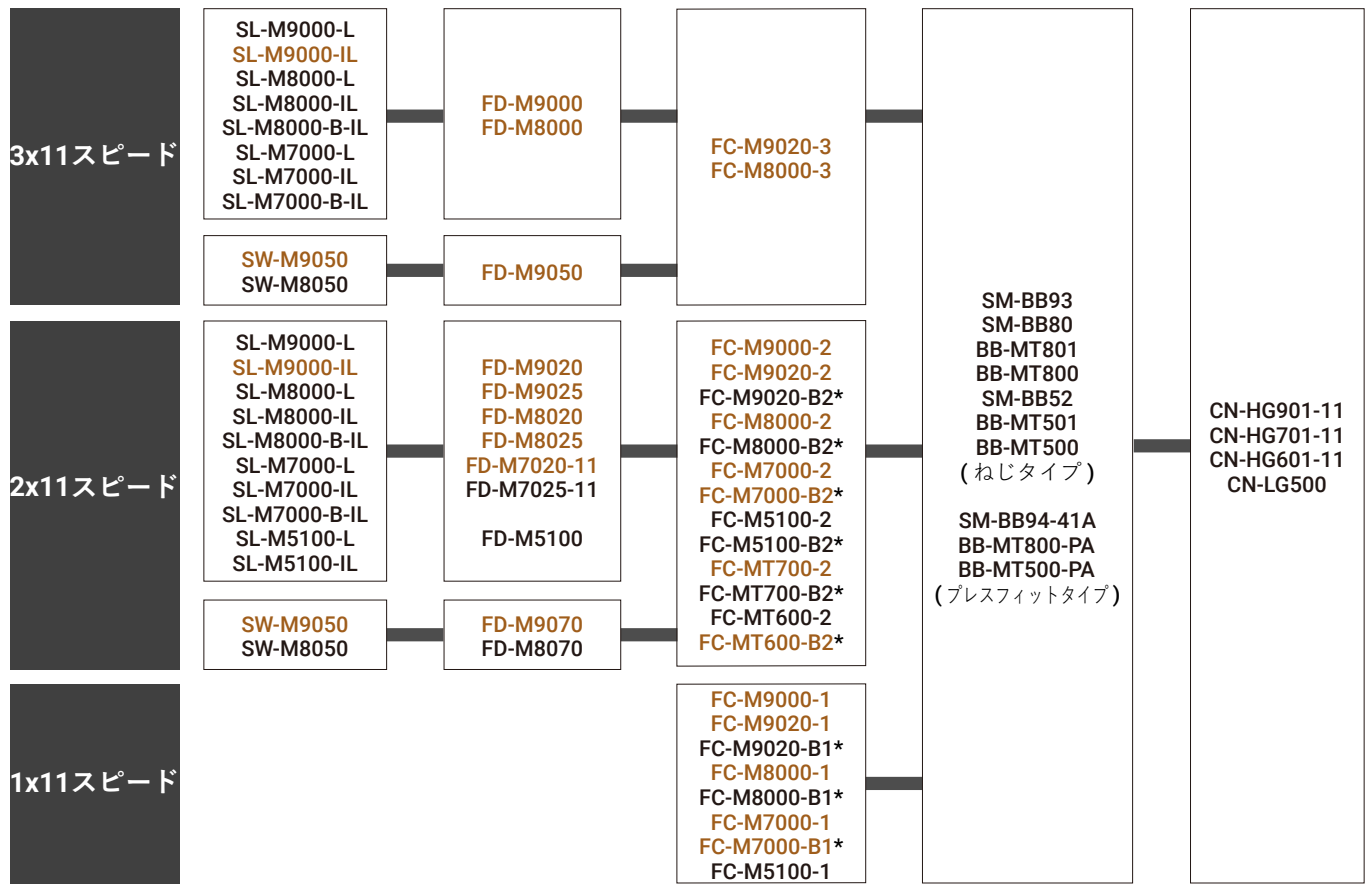 3x11スピード
SL-M9000-L
SL-M9000-IL
SL-M8000-L
SL-M8000-IL
SL-M8000-B-IL
SL-M7000-L
SL-M7000-IL
SL-M7000-B-IL
FD-M9000
FD-M8000
FC-M9020-3
FC-M8000-3
SW-M9050
SW-M8050
FD-M9050
2x11スピード
SL-M9000-L
SL-M9000-IL
SL-M8000-L
SL-M8000-IL
SL-M8000-B-IL
SL-M7000-L
SL-M7000-IL
SL-M7000-B-IL
SL-M5100-L
SL-M5100-IL
FD-M9020
FD-M9025
FD-M8020
FD-M8025
FD-M7020-11
FD-M7025-11
FD-M5100
FC-M9000-2
FC-M9020-2
FC-M9020-B2*
FC-M8000-2
FC-M8000-B2*
FC-M7000-2
FC-M7000-B2*
FC-M5100-2
FC-M5100-B2*
FC-MT700-2
FC-MT700-B2*
FC-MT600-2
FC-MT600-B2*
SW-M9050
SW-M8050
FD-M9070
FD-M8070
1x11スピード
FC-M9000-1
FC-M9020-1
FC-M9020-B1*
FC-M8000-1
FC-M8000-B1*
FC-M7000-1
FC-M7000-B1*
FC-M5100-1
SM-BB93
SM-BB80
BB-MT801
BB-MT800
SM-BB52
BB-MT501
BB-MT500
(ねじタイプ)
SM-BB94-41A
BB-MT800-PA
BB-MT500-PA
(プレスフィットタイプ)
CN-HG901-11
CN-HG701-11
CN-HG601-11
CN-LG500